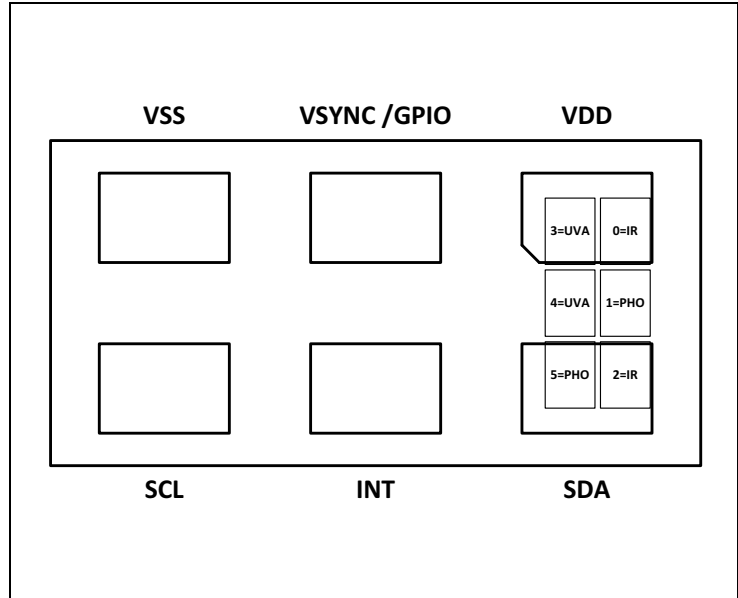 VSS VSYNC /GPIO VDD
3=UVA 0=IR
4=UVA 1=PHO
5=PHO 2=IR
SCL INT SDA